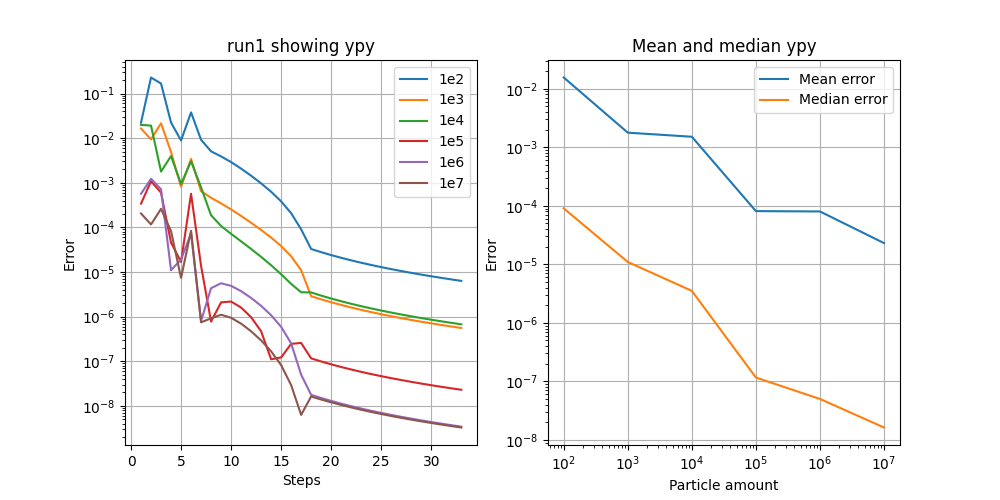 run1 showing ypy
Error
10⁻¹
10⁻²
10⁻³
10⁻⁴
10⁻⁵
10⁻⁶
10⁻⁷
10⁻⁸
0 5 10 15 20 25 30
Steps
1e2
1e3
1e4
1e5
1e6
1e7
Mean and median ypy
Error
10⁻²
10⁻³
10⁻⁴
10⁻⁵
10⁻⁶
10⁻⁷
10⁻⁸
10² 10³ 10⁴ 10⁵ 10⁶ 10⁷
Particle amount
Mean error
Median error